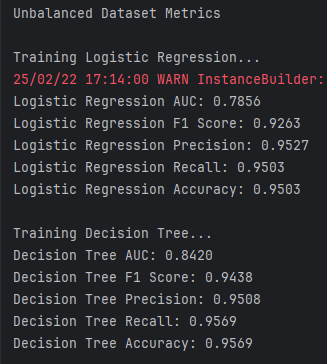 Unbalanced Dataset Metrics
Training Logistic Regression...
25/02/22 17:14:00 WARN InstanceBuilder:
Logistic Regression AUC: 0.7856
Logistic Regression F1 Score: 0.9263
Logistic Regression Precision: 0.9527
Logistic Regression Recall: 0.9503
Logistic Regression Accuracy: 0.9503
Training Decision Tree...
Decision Tree AUC: 0.8420
Decision Tree F1 Score: 0.9438
Decision Tree Precision: 0.9508
Decision Tree Recall: 0.9569
Decision Tree Accuracy: 0.9569